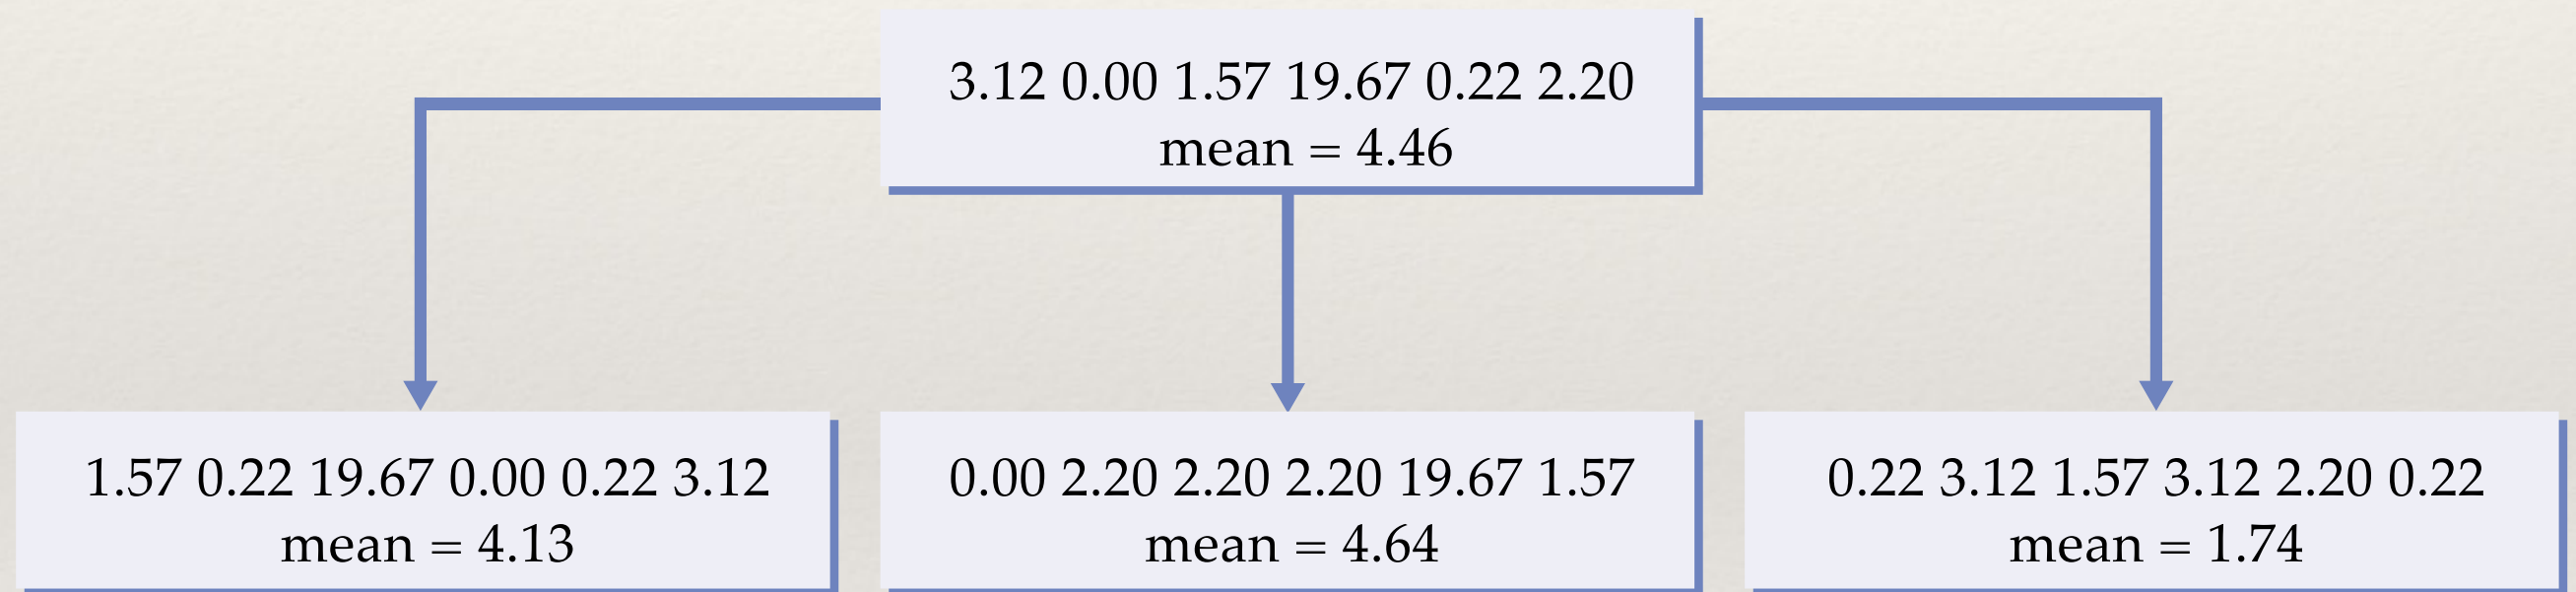 3.12 0.00 1.57 19.67 0.22 2.20
mean = 4.46
1.57 0.22 19.67 0.00 0.22 3.12
mean = 4.13
0.00 2.20 2.20 2.20 19.67 1.57
mean = 4.64
0.22 3.12 1.57 3.12 2.20 0.22
mean = 1.74